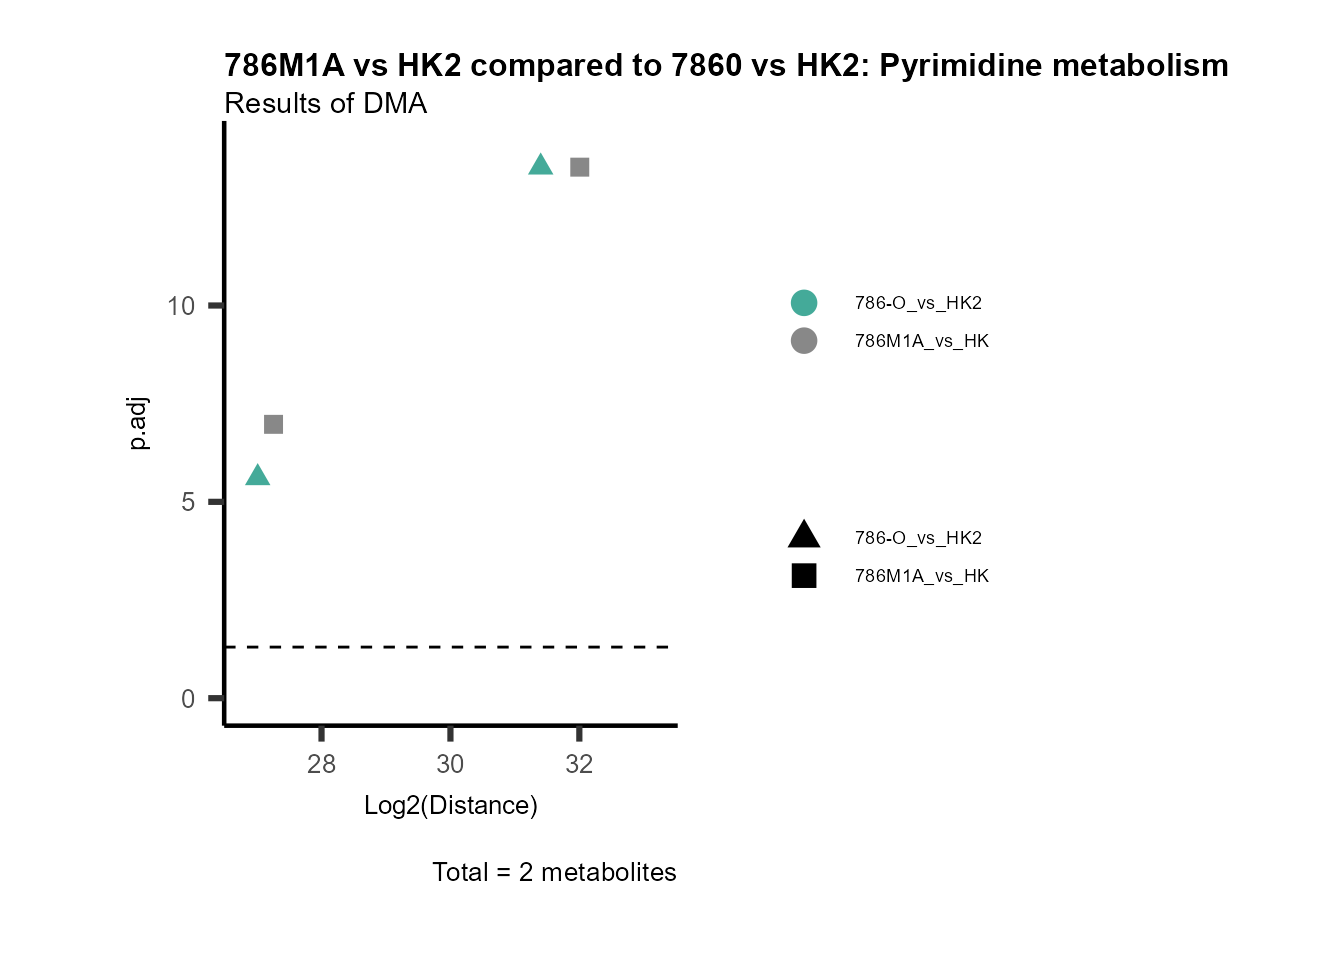 786M1A vs HK2 compared to 7860 vs HK2: Pyrimidine metabolism
Results of DMA
10
5
0
p.adj
28 30 32
Log2(Distance)
Total = 2 metabolites
786-O_vs_HK2
786M1A_vs_HK
786-O_vs_HK2
786M1A_vs_HK